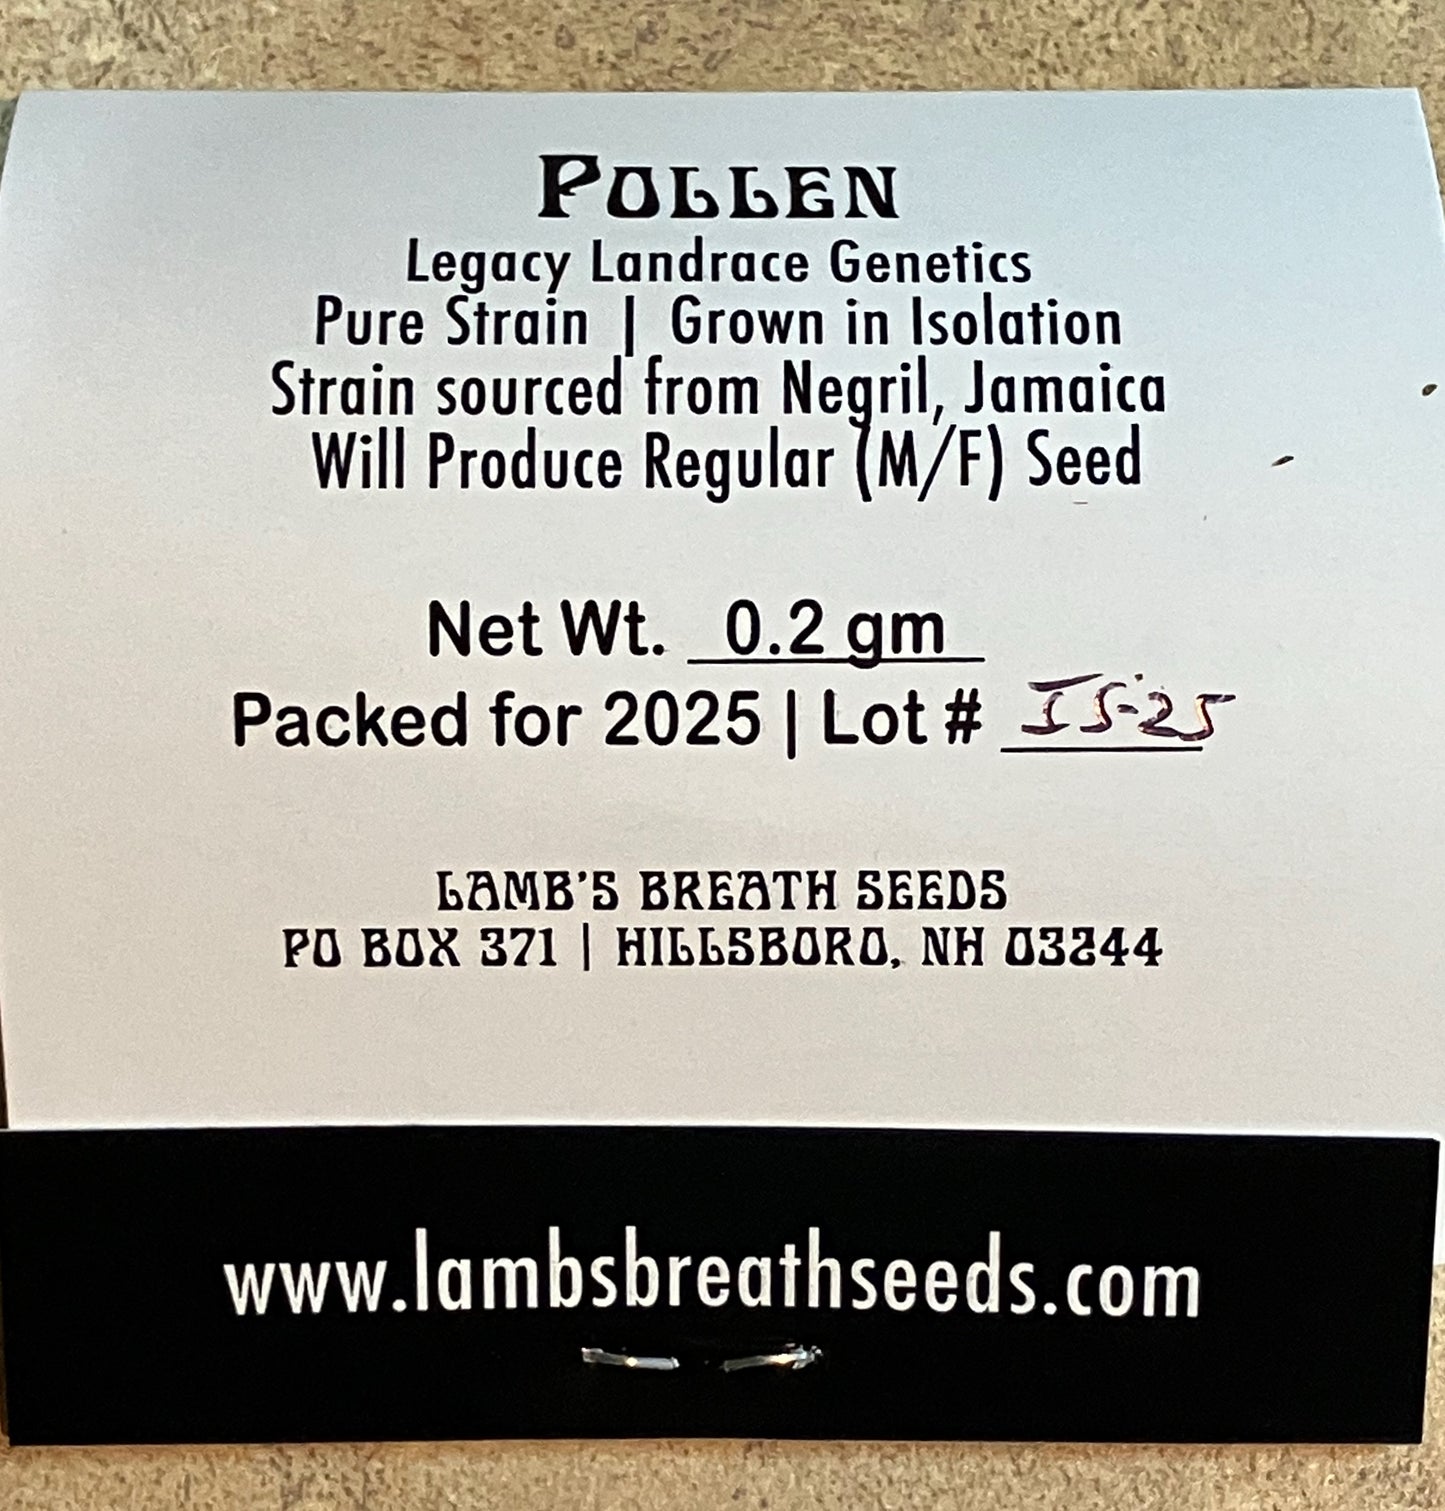 POLLEN
Legacy Landrace Genetics
Pure Strain | Grown in Isolation
Strain sourced from Negril, Jamaica
Will Produce Regular (M/F) Seed
Net Wt. 0.2 gm
Packed for 2025 | Lot # IS-25
LAMB'S BREATH SEEDS
PO BOX 371 | HILLSBORO, NH 03244
www.lambsbreathseeds.com